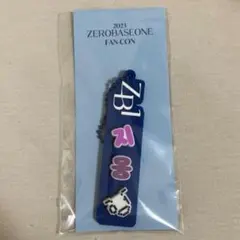 2023
ZEROBASEONE
FAN-CON
ZB1